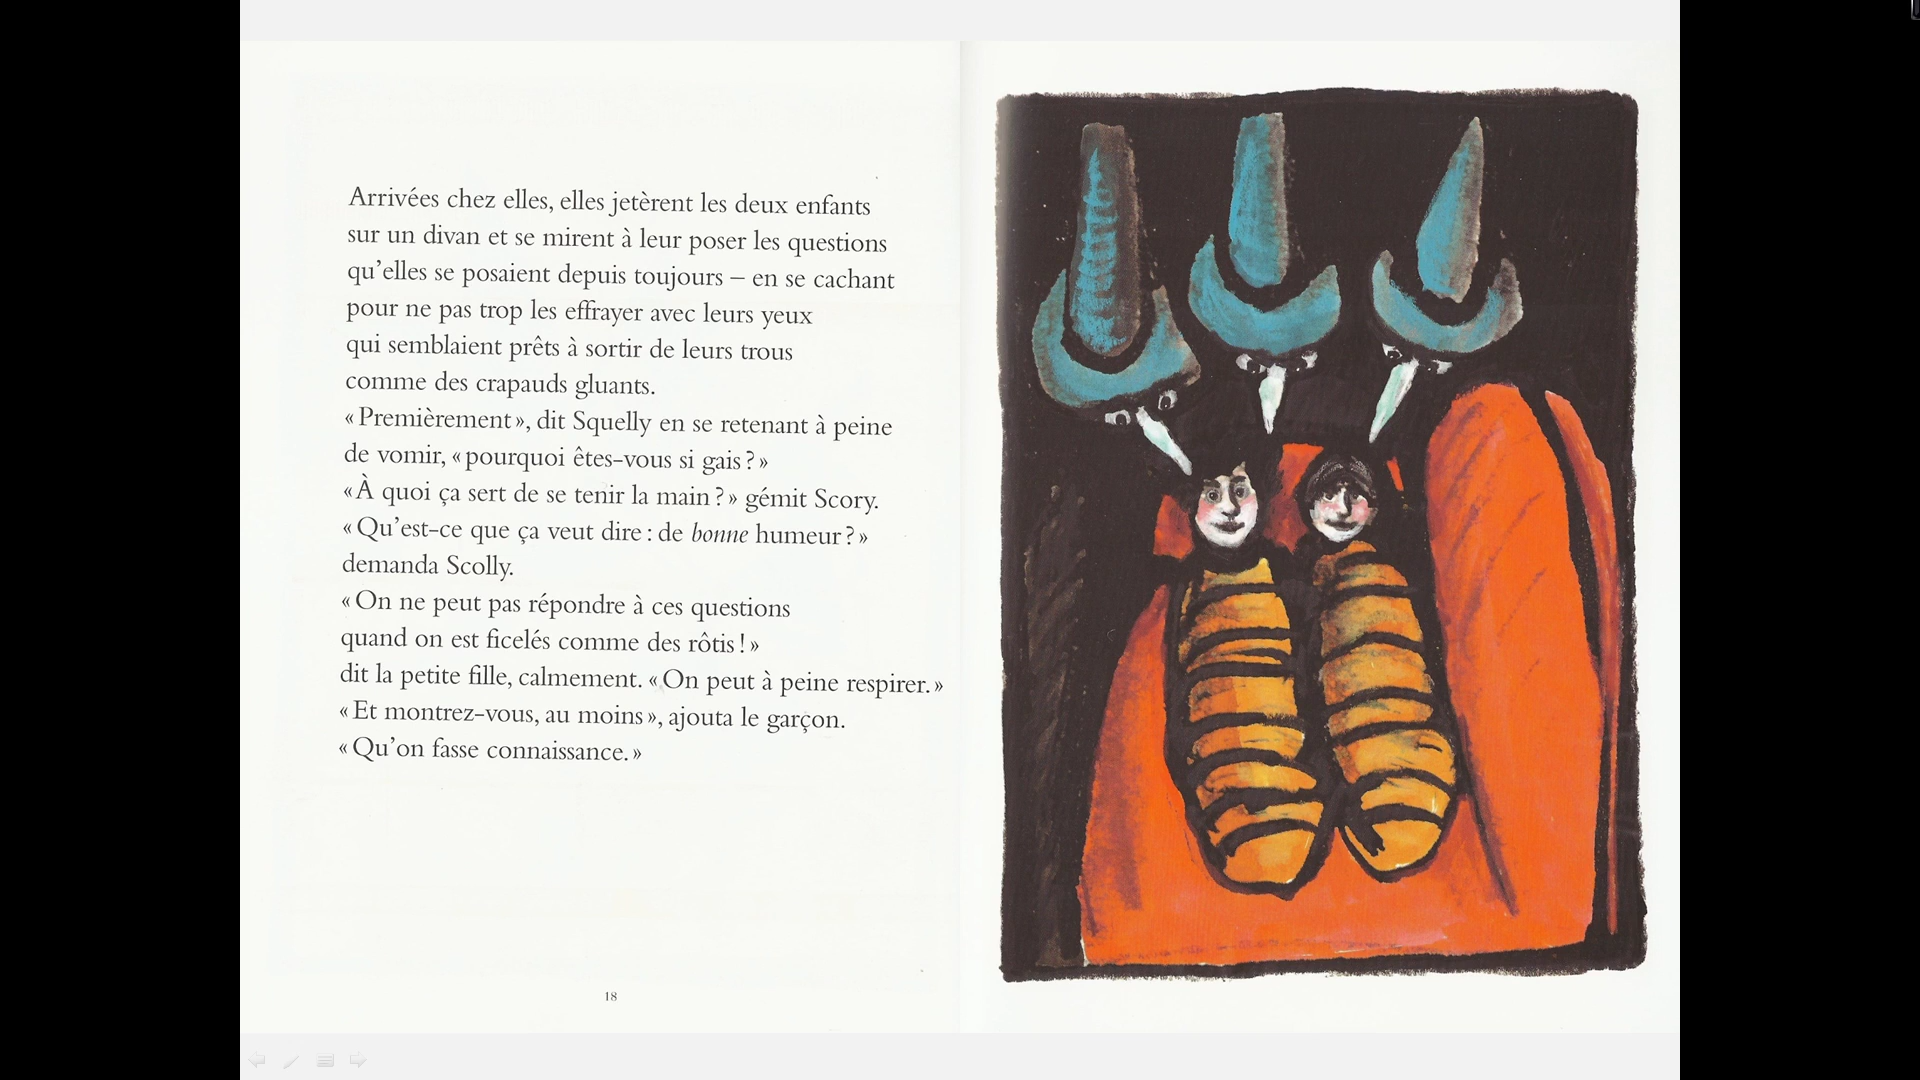 Arrivées chez elles, elles jetèrent les deux enfants
sur un divan et se mirent à leur poser les questions
qu’elles se posaient depuis toujours – en se cachant
pour ne pas trop les effrayer avec leurs yeux
qui semblaient prêts à sortir de leurs trous
comme des crapauds gluants.
« Premièrement », dit Squelly en se retenant à peine
de vomir, « pourquoi êtes-vous si gais ? »
« À quoi ça sert de se tenir la main ? » gémit Scory.
« Qu’est-ce que ça veut dire : de bonne humeur ? »
demanda Scolly.
« On ne peut pas répondre à ces questions
quand on est ficelés comme des rôtis ! »
dit la petite fille, calmement. « On peut à peine respirer. »
« Et montrez-vous, au moins », ajouta le garçon.
« Qu’on fasse connaissance. »
18